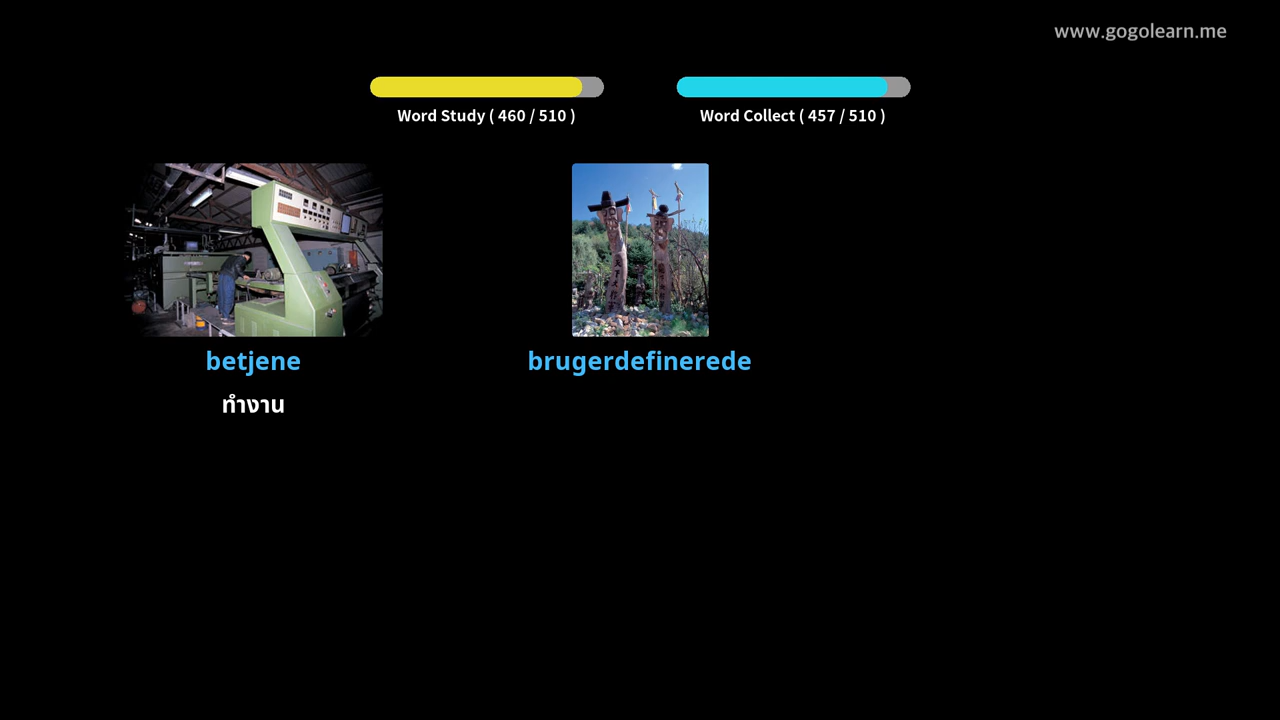 www.gogolearn.me
Word Study ( 460 / 510 )
Word Collect ( 457 / 510 )
betjene
brugerdefinerede
ทำงาน